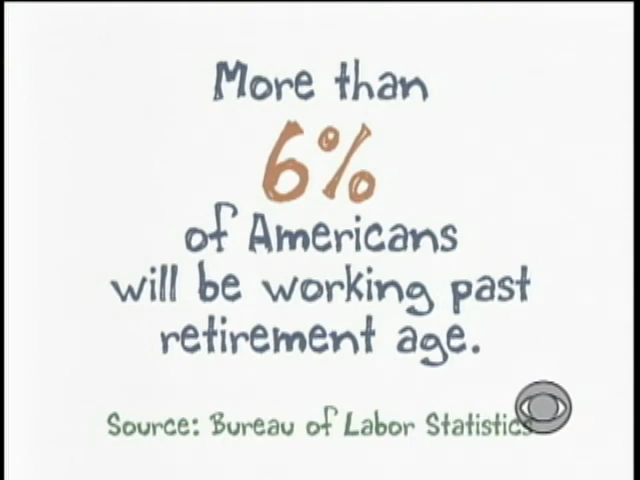 More than
6%
of Americans
will be working past
retirement age.
Source: Bureau of Labor Statistics